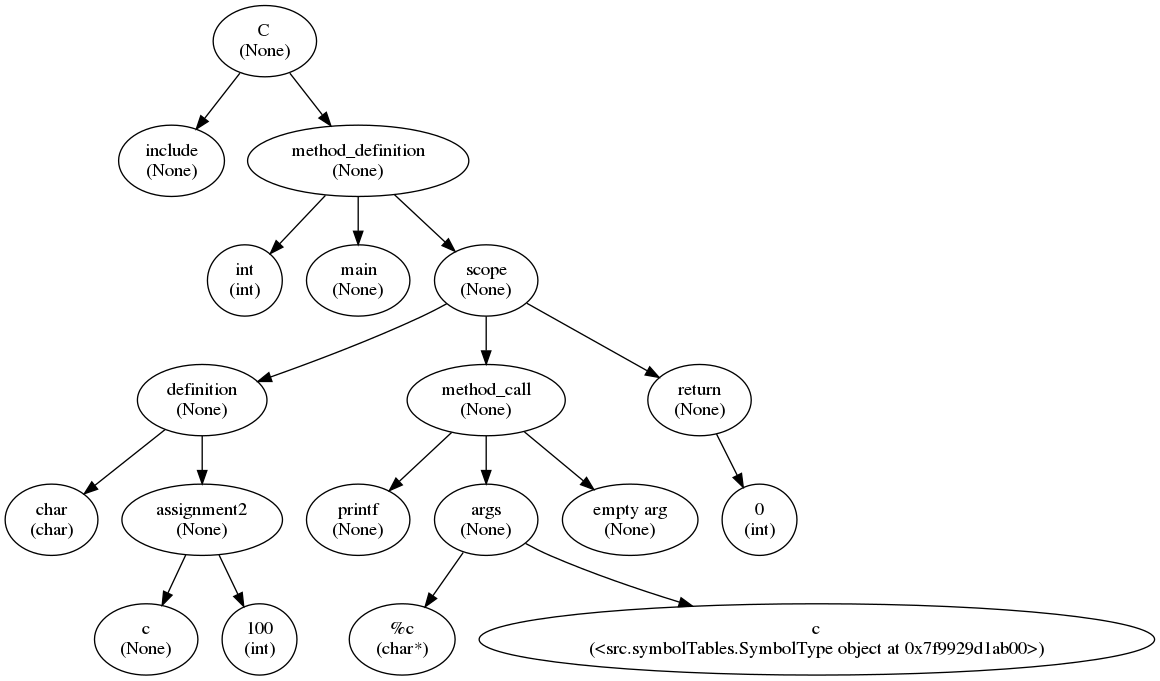 C
(None)
include
(None)
method_definition
(None)
int
(int)
main
(None)
scope
(None)
definition
(None)
method_call
(None)
return
(None)
char
(char)
assignment2
(None)
printf
(None)
args
(None)
empty arg
(None)
0
(int)
c
(None)
100
(int)
%c
(char*)
c
(<src.symbolTables.SymbolType object at 0x7f9929d1ab00>)